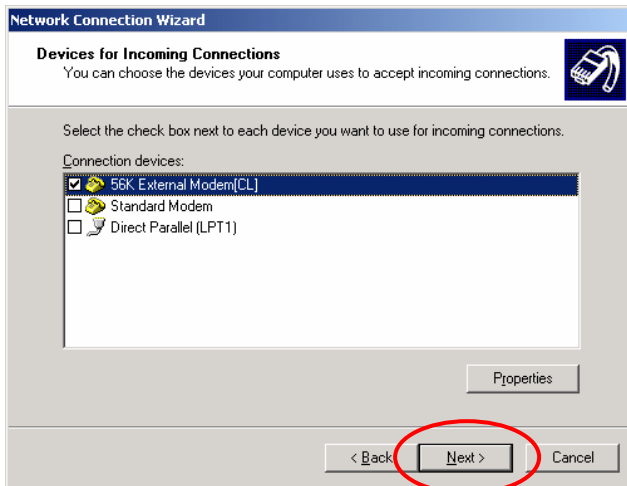 Network Connection Wizard
Devices for Incoming Connections
You can choose the devices your computer uses to accept incoming connections.
Select the check box next to each device you want to use for incoming connections.
Connection devices:
56K External Modem[CL]
Standard Modem
Direct Parallel (LPT1)
Properties
< Back
Next >
Cancel